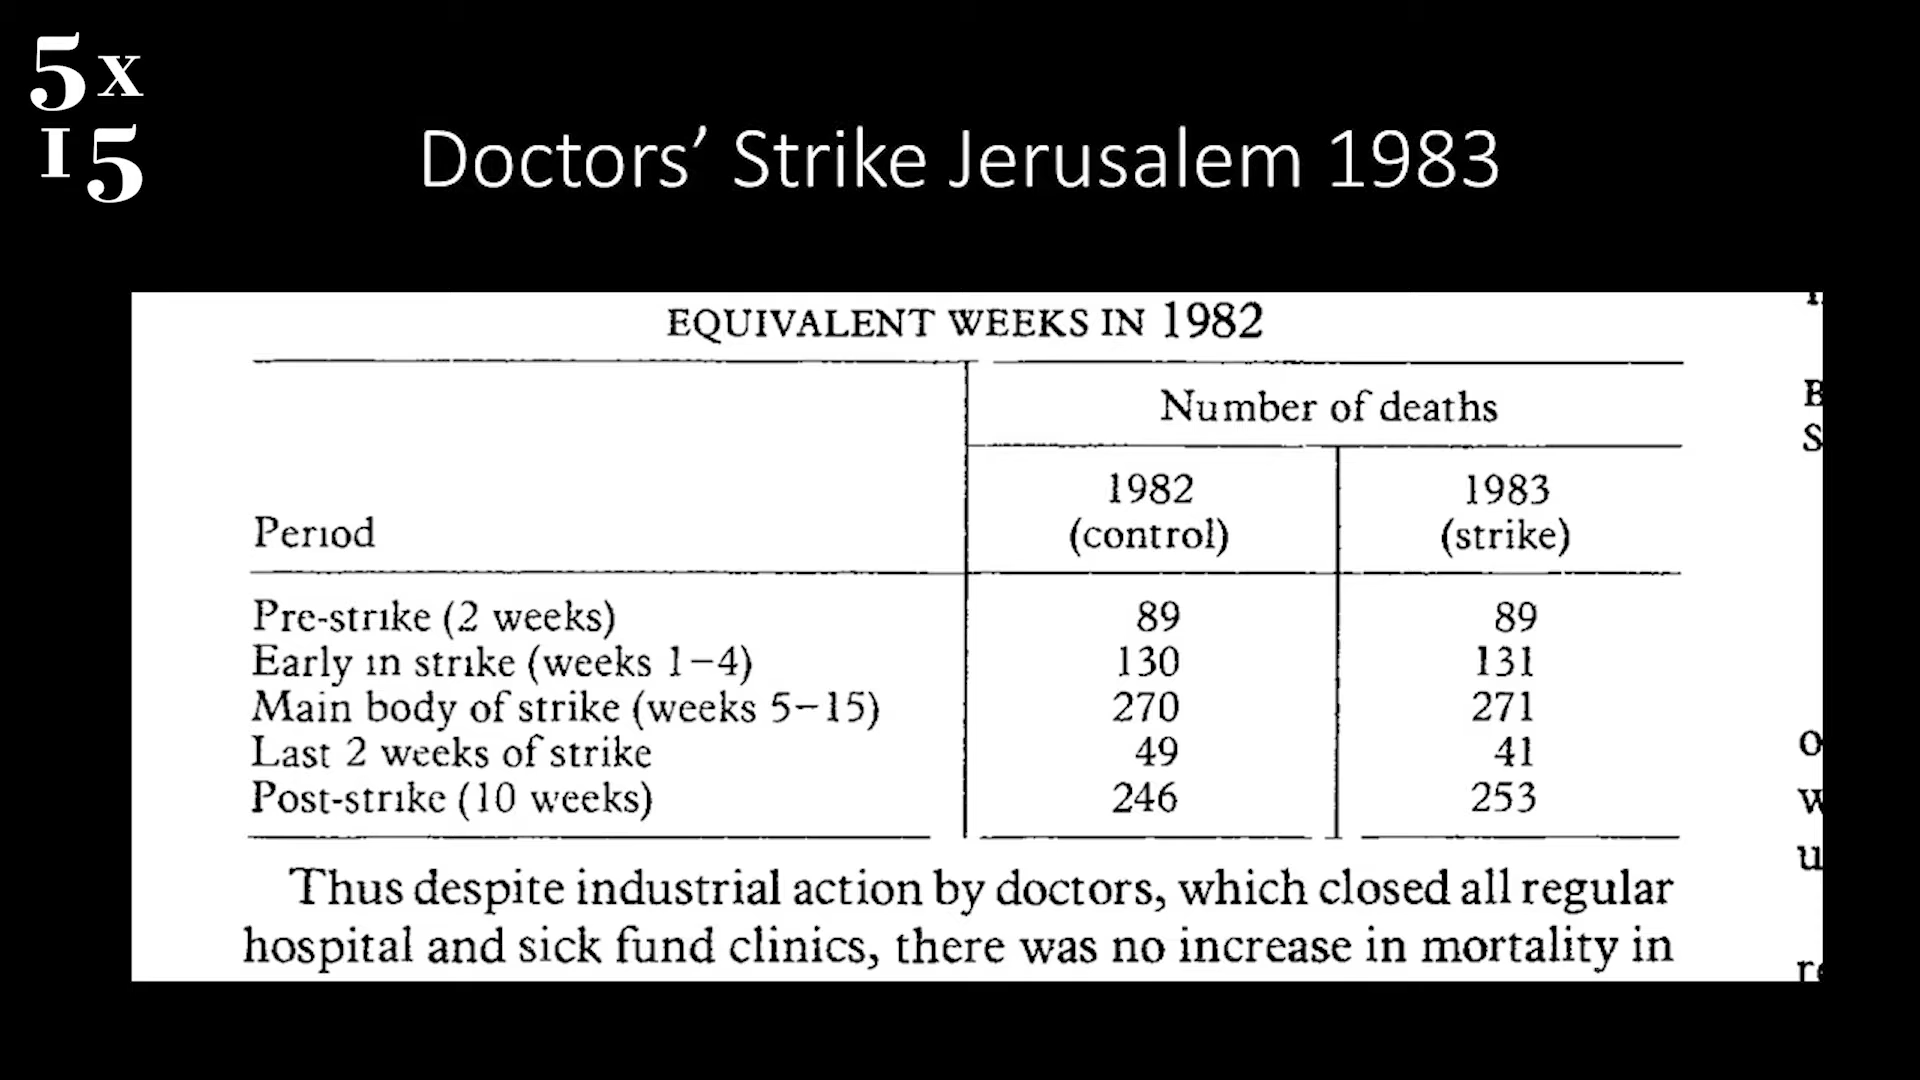 5x
15
Doctors' Strike Jerusalem 1983
EQUIVALENT WEEKS IN 1982
Number of deaths
1982 1983
Period (control) (strike)
Pre-strike (2 weeks) 89 89
Early in strike (weeks 1–4) 130 131
Main body of strike (weeks 5–15) 270 271
Last 2 weeks of strike 49 41
Post-strike (10 weeks) 246 253
Thus despite industrial action by doctors, which closed all regular
hospital and sick fund clinics, there was no increase in mortality in